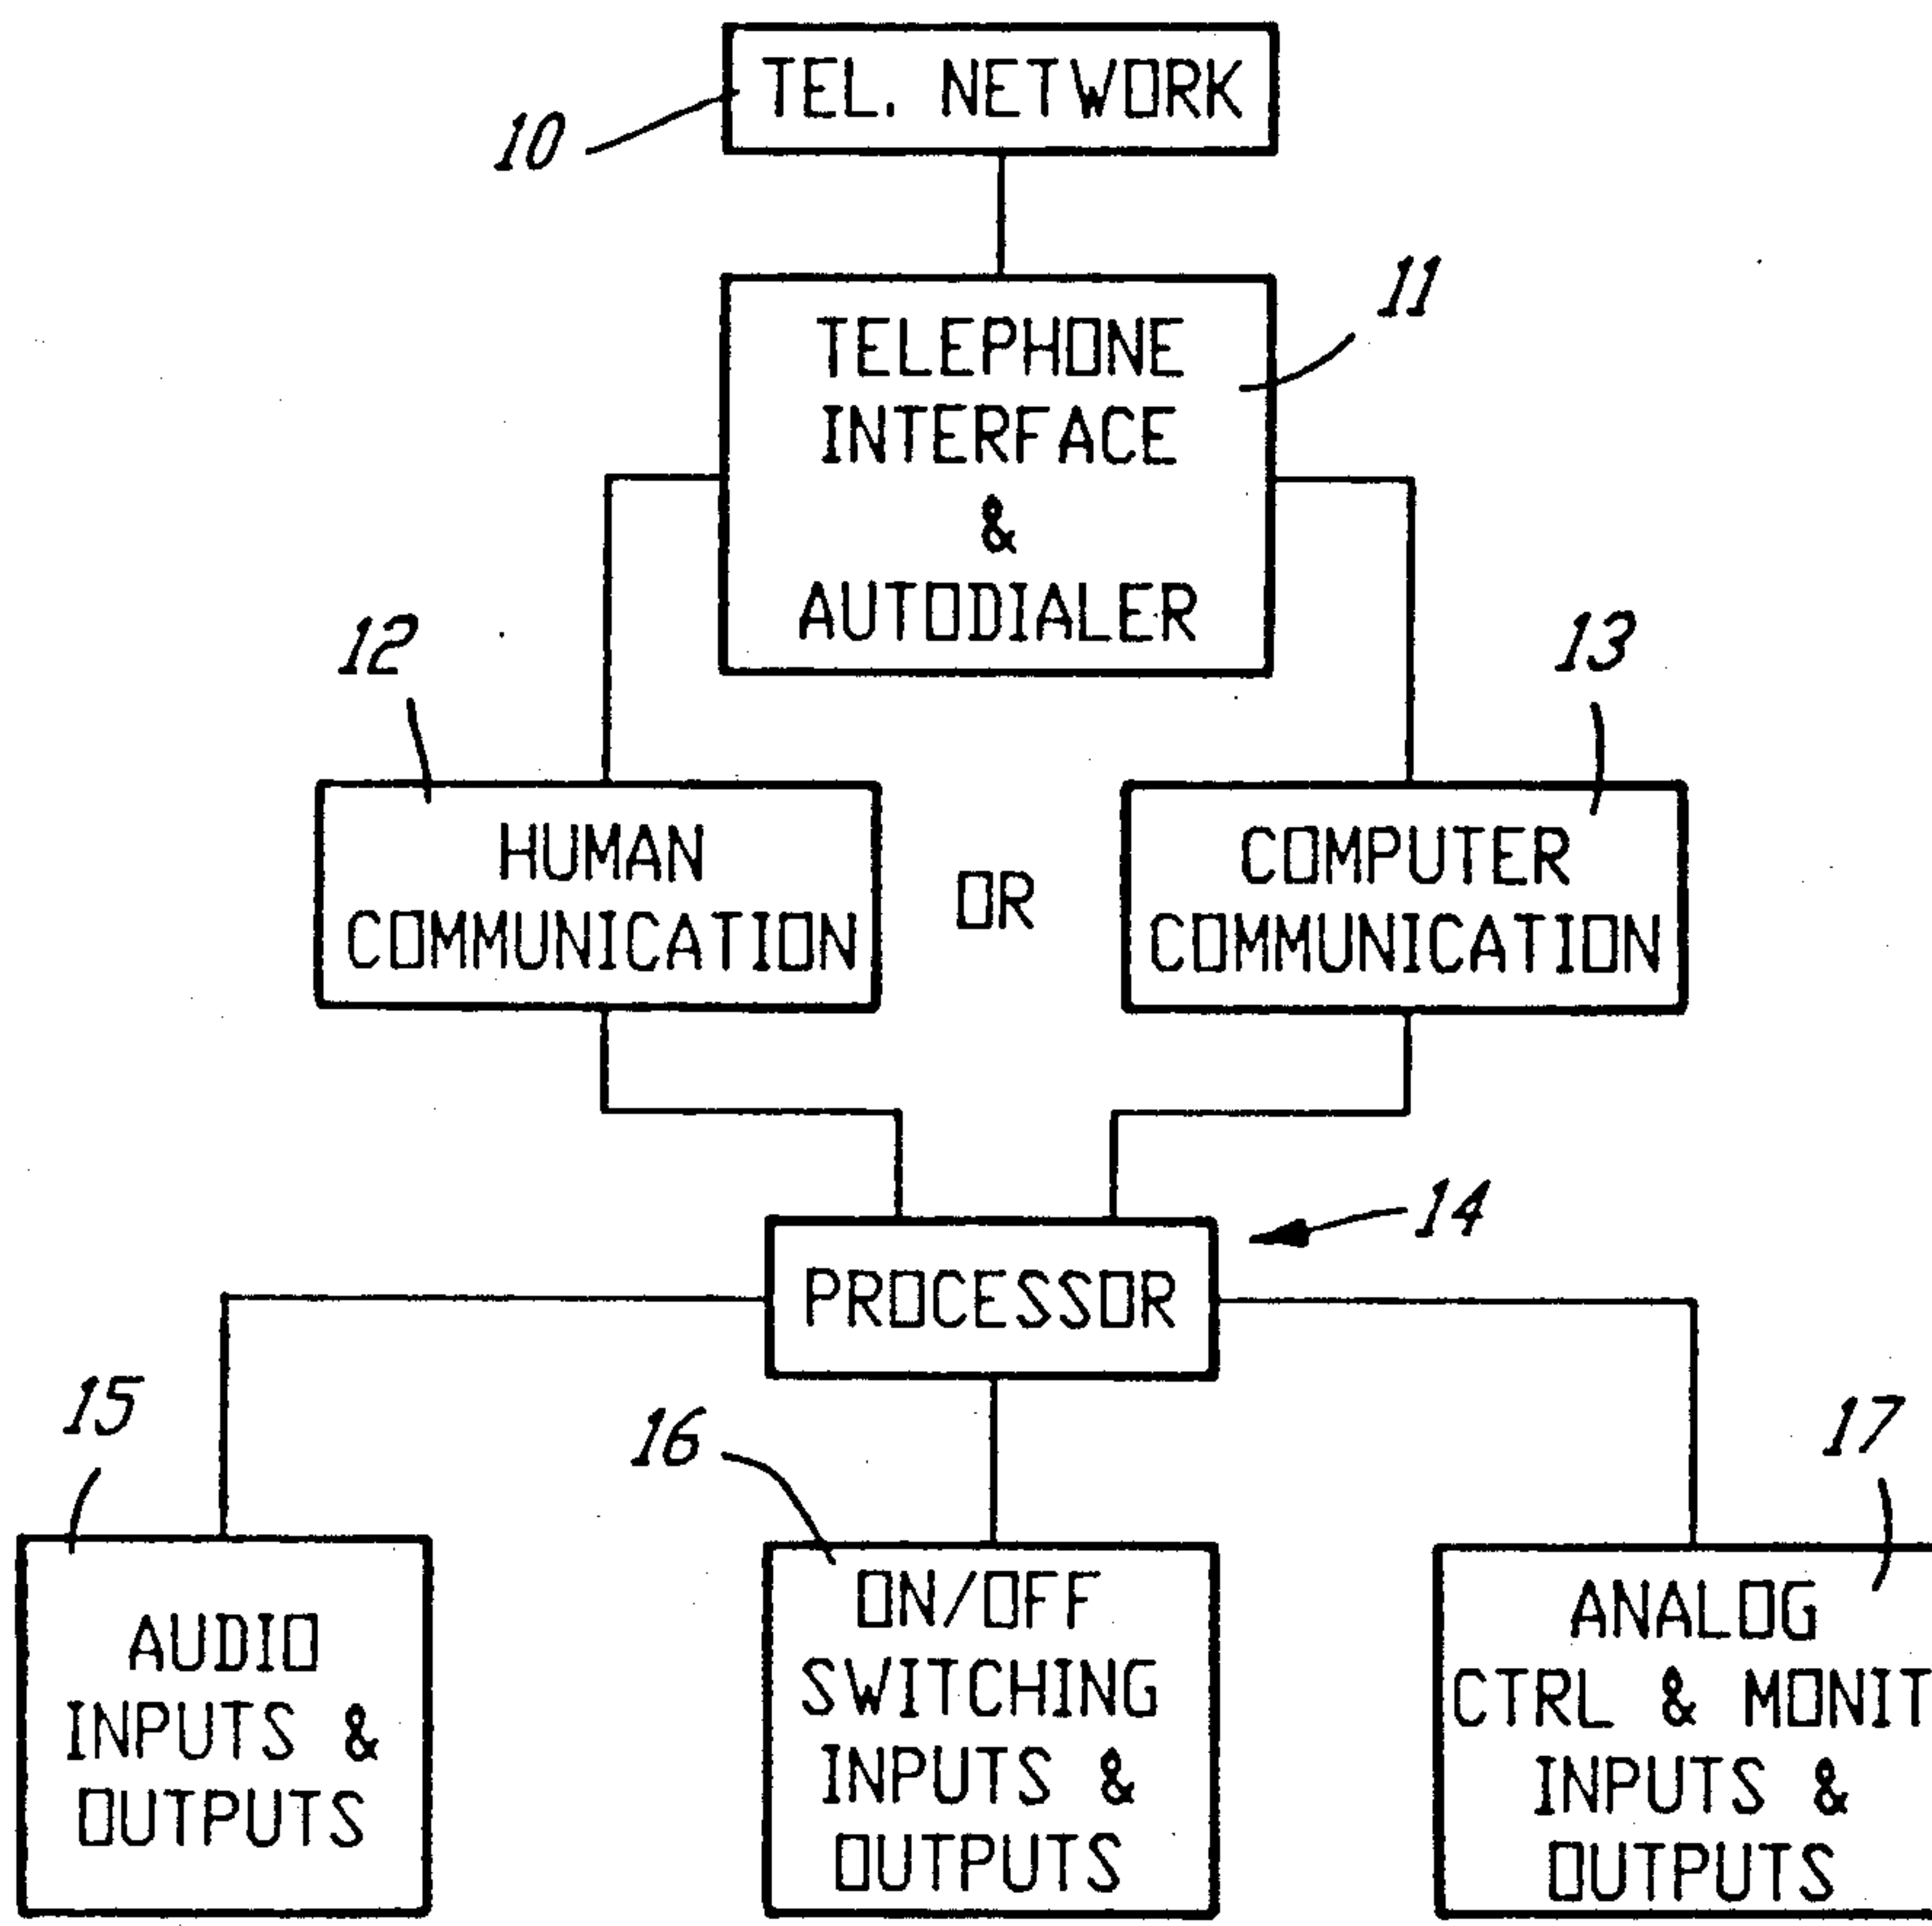 TEL. NETWORK
10
11
TELEPHONE
INTERFACE
&
AUTODIALER
12
13
HUMAN
COMMUNICATION
OR
COMPUTER
COMMUNICATION
14
PROCESSOR
15
16
17
AUDIO
INPUTS &
OUTPUTS
ON/OFF
SWITCHING
INPUTS &
OUTPUTS
ANALOG
CTRL & MONIT
INPUTS &
OUTPUTS